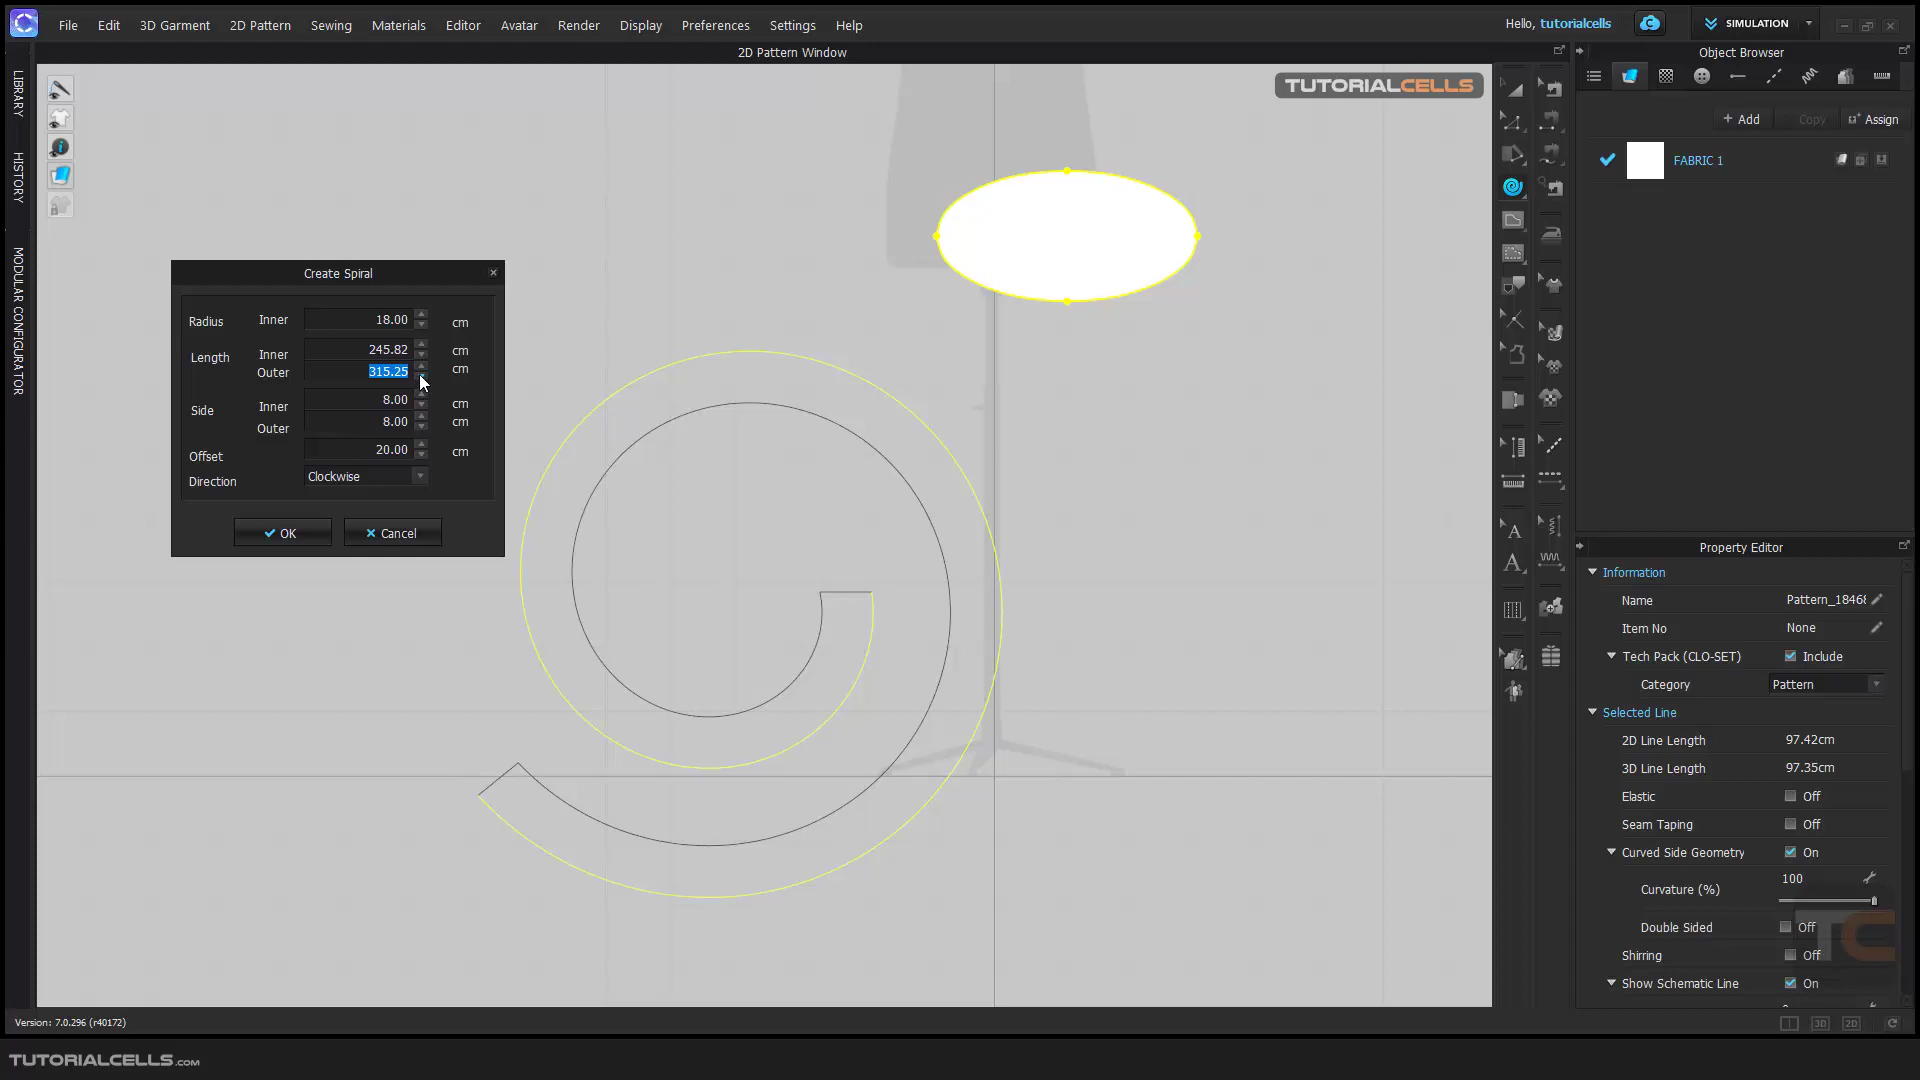 File Edit 3D Garment 2D Pattern Sewing Materials Editor Avatar Render Display Preferences Settings Help
Hello, tutorialcells
SIMULATION
2D Pattern Window
Object Browser
LIBRARY
HISTORY
MODULAR CONFIGURATOR
TUTORIALCELLS
+ Add Copy Assign
FABRIC 1
Create Spiral
Radius Inner 18.00 cm
Length Inner 245.82 cm
Outer 315.25 cm
Side Inner 8.00 cm
Outer 8.00 cm
Offset 20.00 cm
Direction Clockwise
OK Cancel
A
A
Property Editor
Information
Name Pattern_1846
Item No None
Tech Pack (CLO-SET) Include
Category Pattern
Selected Line
2D Line Length 97.42cm
3D Line Length 97.35cm
Elastic Off
Seam Taping Off
Curved Side Geometry On
Curvature (%) 100
Double Sided Off
Shirring Off
Show Schematic Line On
TC
Version: 7.0.296 (r40172)
3D 2D
TUTORIALCELLS.com